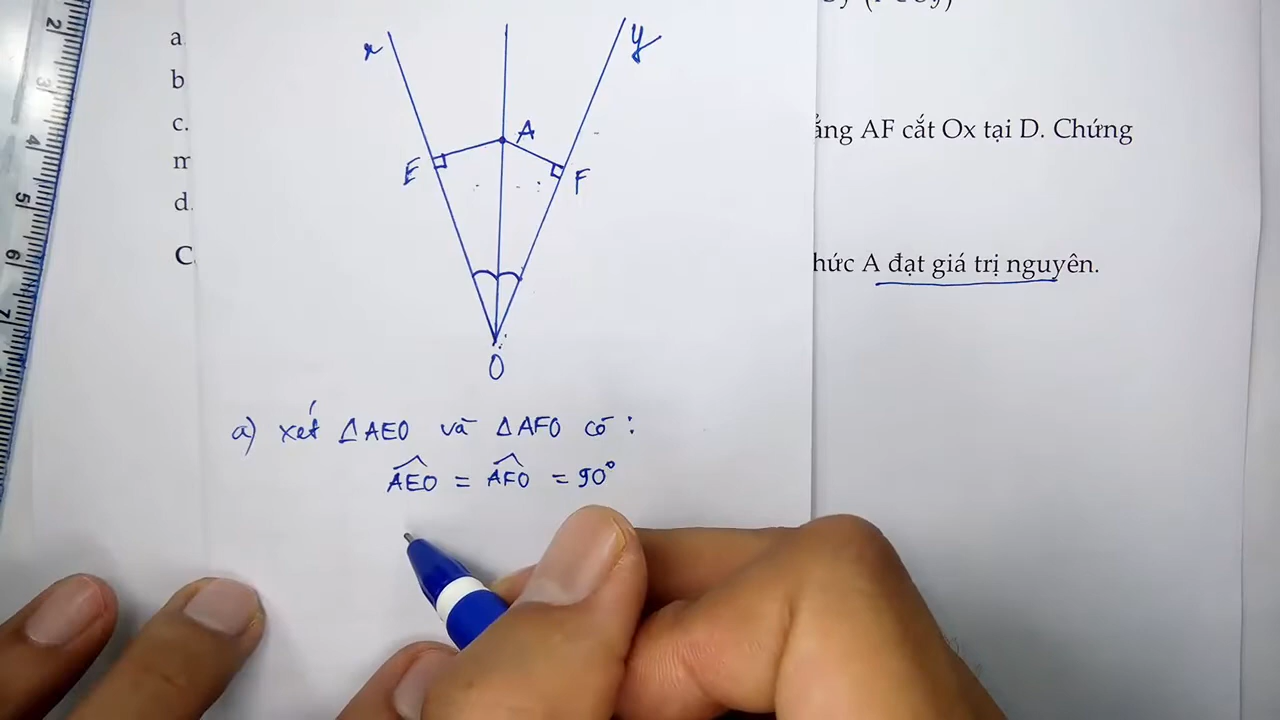 a.
b
c.
m
d.
C
ẳng AF cắt Ox tại D. Chứng
hức A đạt giá trị nguyên.
x
y
A
E
F
O
a) xét ΔAEO và ΔAFO có:
AEO = AFO = 90°
2
3
4
5
6
7